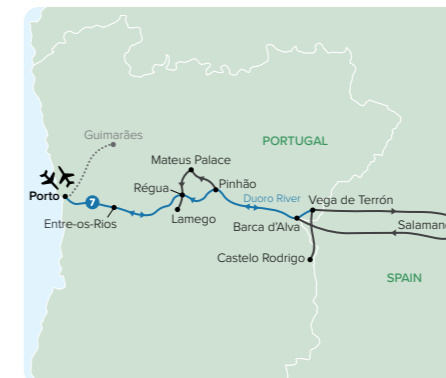 Guimarães
PORTUGAL
Mateus Palace
Porto
7
Régua
Pinhão
Duoro River
Vega de Terrón
Entre-os-Rios
Lamego
Barca d'Alva
Salaman
Castelo Rodrigo
SPAIN